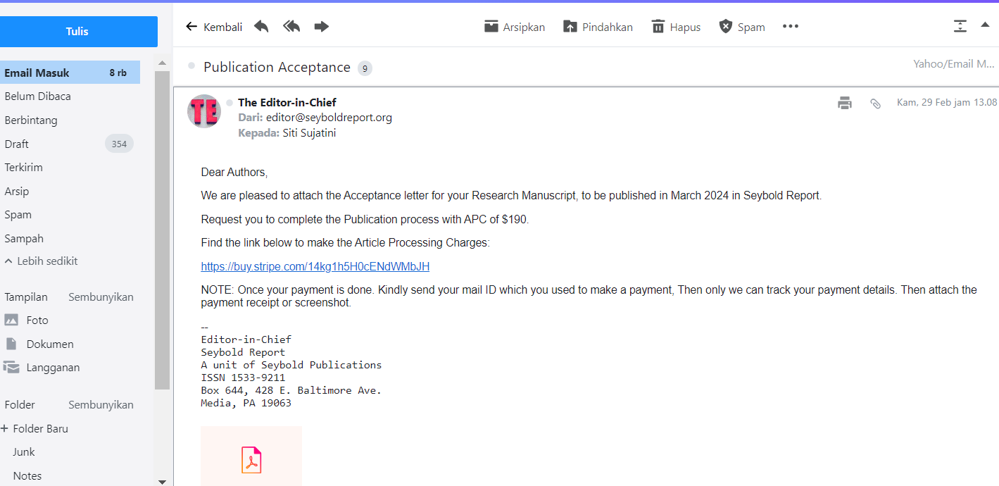 Tulis
Kembali
Arsipkan
Pindahkan
Hapus
Spam
Email Masuk 8 rb
Belum Dibaca
Berbintang
Draft 354
Terkirim
Arsip
Spam
Sampah
Lebih sedikit
Tampilan Sembunyikan
Foto
Dokumen
Langganan
Folder Sembunyikan
+ Folder Baru
Junk
Notes
Publication Acceptance 9
Yahoo/Email M...
TE
The Editor-in-Chief
Kam, 29 Feb jam 13.08
Dari: editor@seyboldreport.org
Kepada: Siti Sujatini
Dear Authors,
We are pleased to attach the Acceptance letter for your Research Manuscript, to be published in March 2024 in Seybold Report.
Request you to complete the Publication process with APC of $190.
Find the link below to make the Article Processing Charges:
https://buy.stripe.com/14kg1h5H0cENdWMbJH
NOTE: Once your payment is done. Kindly send your mail ID which you used to make a payment, Then only we can track your payment details. Then attach the
payment receipt or screenshot.
--
Editor-in-Chief
Seybold Report
A unit of Seybold Publications
ISSN 1533-9211
Box 644, 428 E. Baltimore Ave.
Media, PA 19063